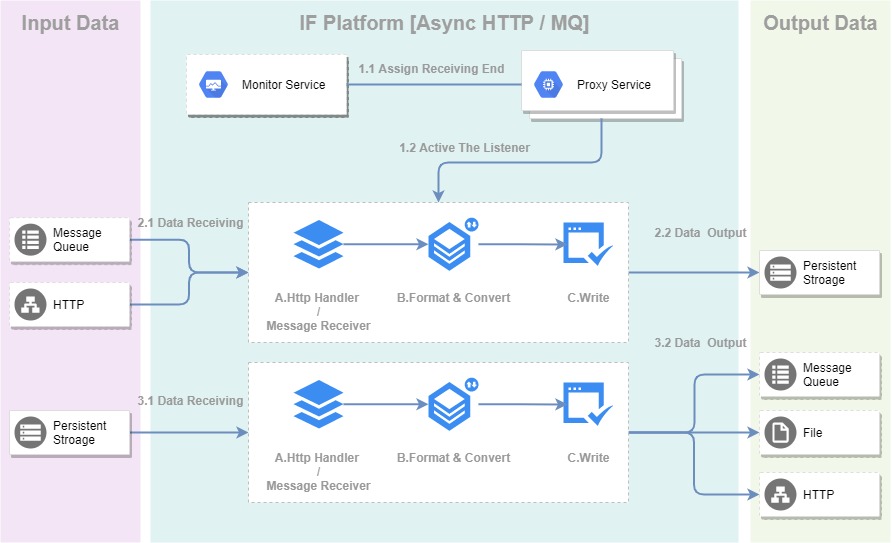 Input Data
IF Platform [Async HTTP / MQ]
Output Data
Monitor Service
1.1 Assign Receiving End
Proxy Service
1.2 Active The Listener
2.1 Data Receiving
Message
Queue
HTTP
A.Http Handler
/
Message Receiver
B.Format & Convert
C.Write
2.2 Data Output
Persistent
Stroage
3.1 Data Receiving
Persistent
Stroage
A.Http Handler
/
Message Receiver
B.Format & Convert
C.Write
3.2 Data Output
Message
Queue
File
HTTP